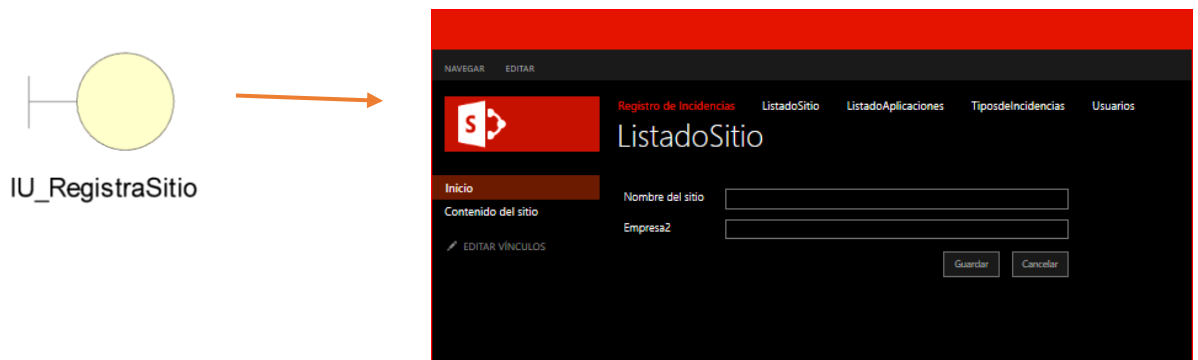 IU_RegistraSitio
NAVEGAR EDITAR
S
Registro de Incidencias ListadoSitio ListadoAplicaciones TiposdeIncidencias Usuarios
ListadoSitio
Inicio
Contenido del sitio
EDITAR VÍNCULOS
Nombre del sitio
Empresa2
Guardar Cancelar